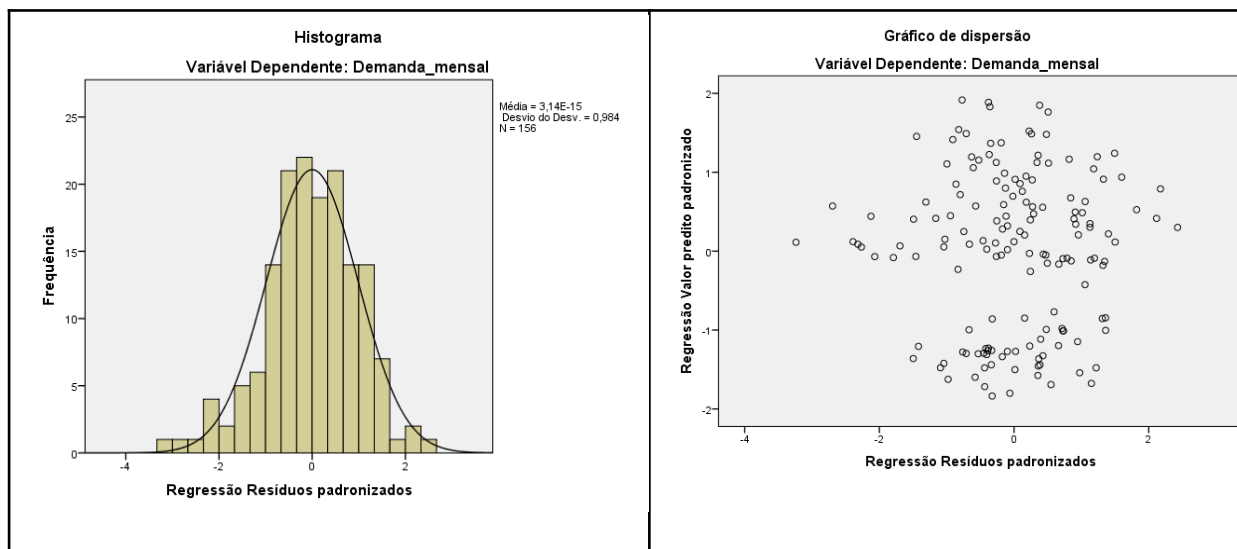 Histograma
Variável Dependente: Demanda_mensal
Média = 3,14E-15
Desvio do Desv. = 0,984
N = 156
Frequência
25
20
15
10
5
0
-4
-2
0
2
Regressão Resíduos padronizados
Gráfico de dispersão
Variável Dependente: Demanda_mensal
Regressão Valor predito padronizado
2
1
0
-1
-2
-4
-2
0
2
Regressão Resíduos padronizados